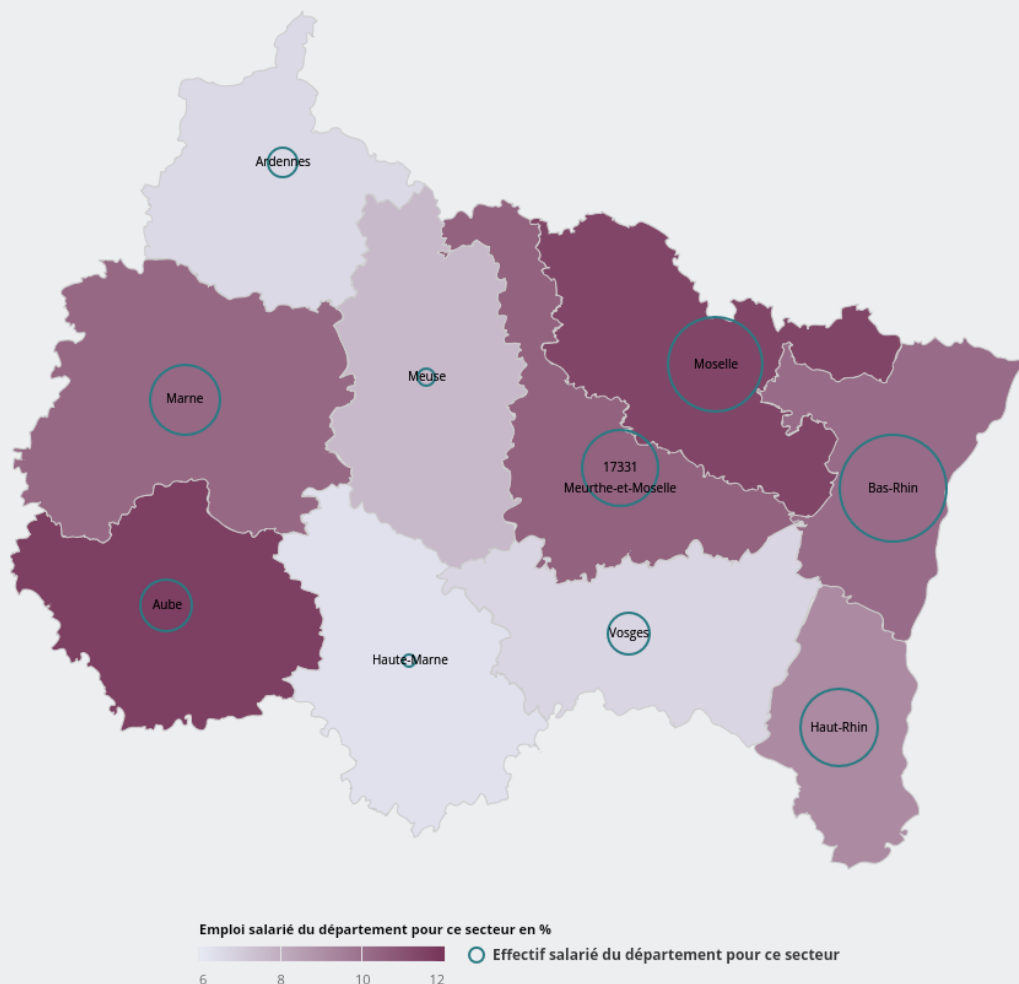 Ardennes
Moselle
Meuse
Marne
17331
Meurthe-et-Moselle
Bas-Rhin
Aube
Vosges
Haute-Marne
Haut-Rhin
Emploi salarié du département pour ce secteur en %
Effectif salarié du département pour ce secteur
6 8 10 12